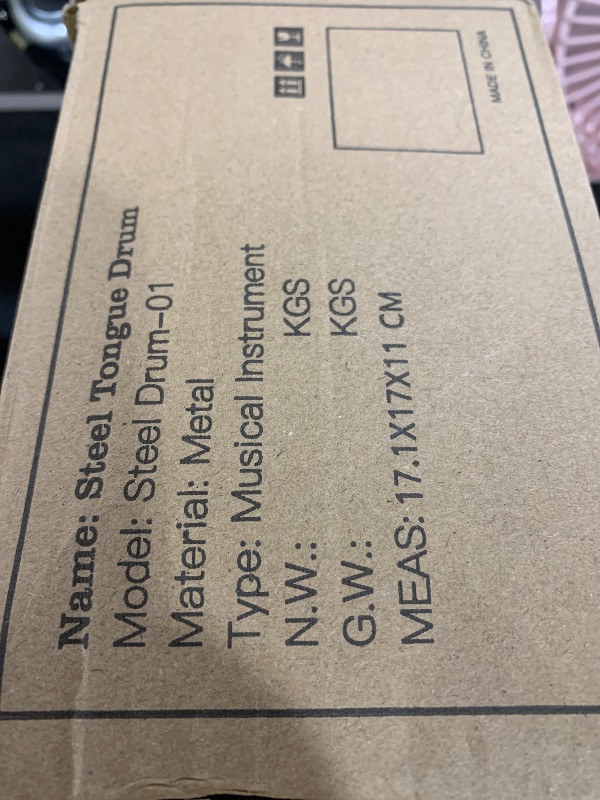 Name: Steel Tongue Drum
Model: Steel Drum-01
Material: Metal
Type: Musical Instrument
N.W.: KGS
G.W.: KGS
MEAS: 17.1X17X11 CM
MADE IN CHINA